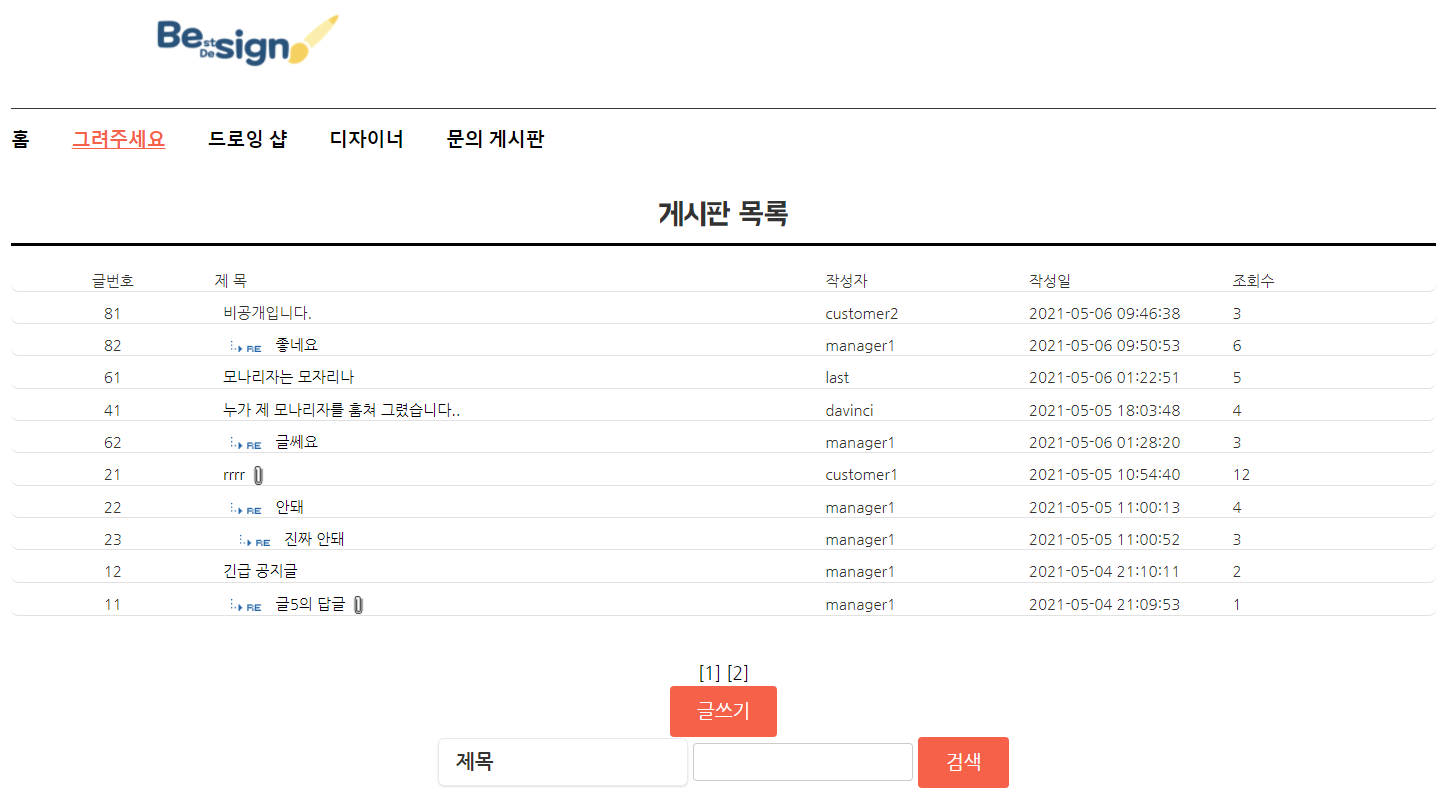 Best Design
홈 그려주세요 드로잉 샵 디자이너 문의 게시판
게시판 목록
글번호 제 목 작성자 작성일 조회수
81 비공개입니다. customer2 2021-05-06 09:46:38 3
82 RE 좋네요 manager1 2021-05-06 09:50:53 6
61 모나리자는 모자리나 last 2021-05-06 01:22:51 5
41 누가 제 모나리자를 훔쳐 그렸습니다.. davinci 2021-05-05 18:03:48 4
62 RE 글쎄요 manager1 2021-05-06 01:28:20 3
21 rrrr customer1 2021-05-05 10:54:40 12
22 RE 안돼 manager1 2021-05-05 11:00:13 4
23 RE 진짜 안돼 manager1 2021-05-05 11:00:52 3
12 긴급 공지글 manager1 2021-05-04 21:10:11 2
11 RE 글5의 답글 manager1 2021-05-04 21:09:53 1
[1] [2]
글쓰기
제목 검색